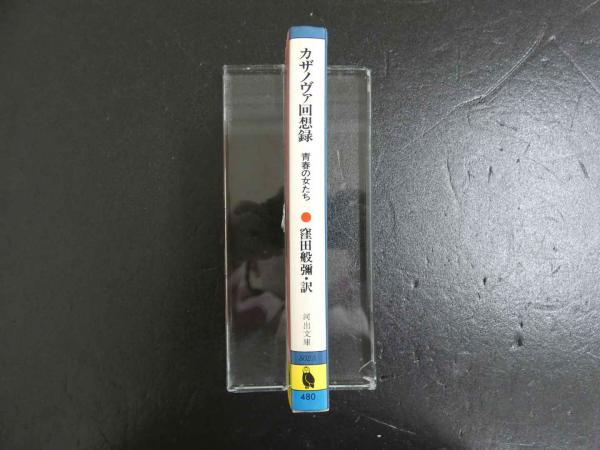 カザノヴァ回想録
青春の女たち
窪田般彌・訳
河出文庫
480